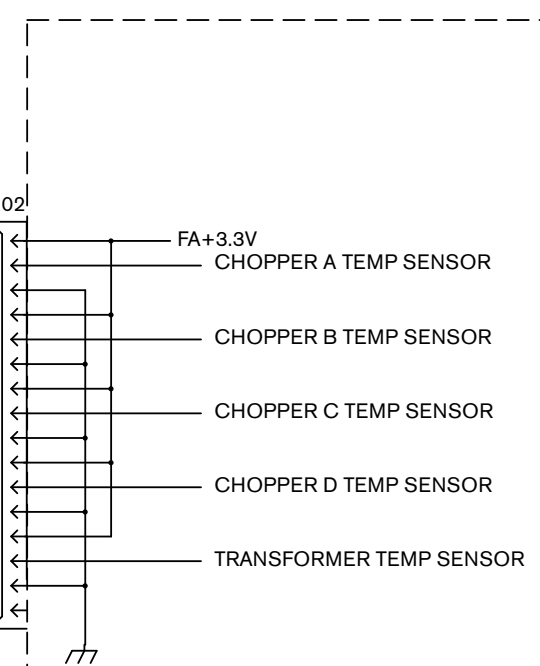 02
FA+3.3V
CHOPPER A TEMP SENSOR
CHOPPER B TEMP SENSOR
CHOPPER C TEMP SENSOR
CHOPPER D TEMP SENSOR
TRANSFORMER TEMP SENSOR